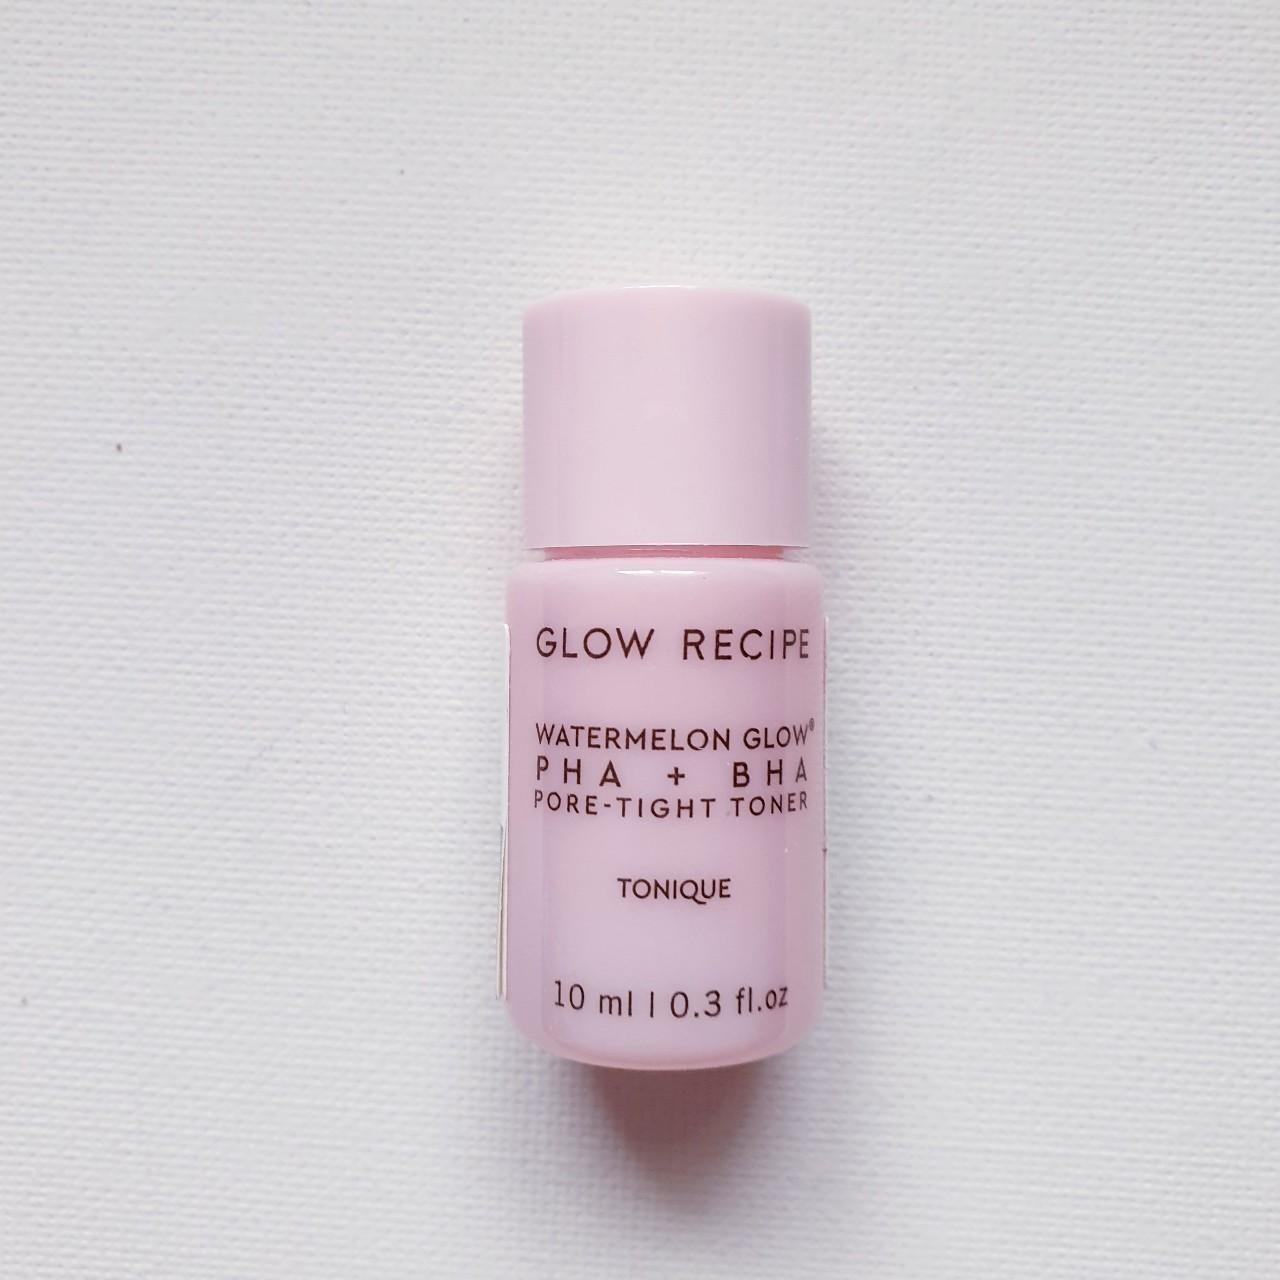 GLOW RECIPE
WATERMELON GLOW®
PHA + BHA
PORE-TIGHT TONER
TONIQUE
10 ml | 0.3 fl.oz